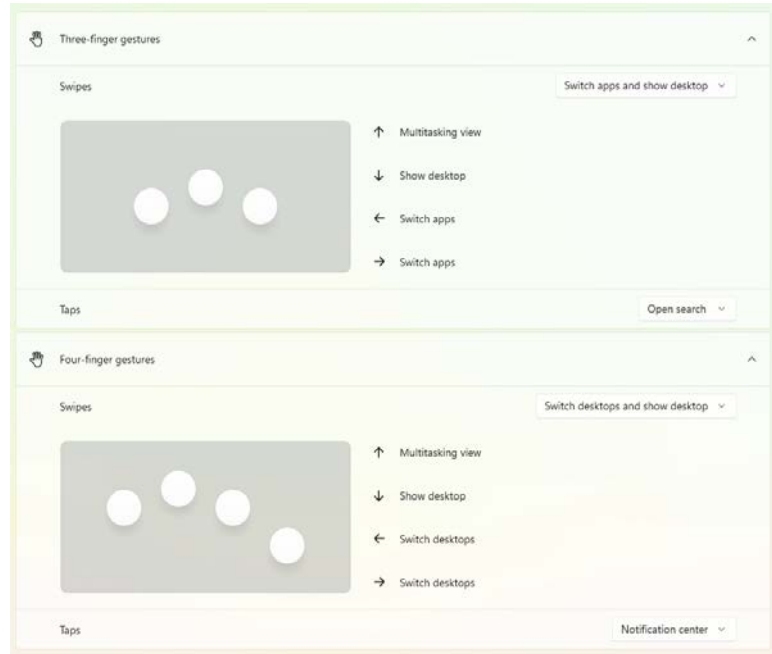 Three-finger gestures
Swipes
Switch apps and show desktop
Multitasking view
Show desktop
Switch apps
Switch apps
Taps
Open search
Four-finger gestures
Swipes
Switch desktops and show desktop
Multitasking view
Show desktop
Switch desktops
Switch desktops
Taps
Notification center